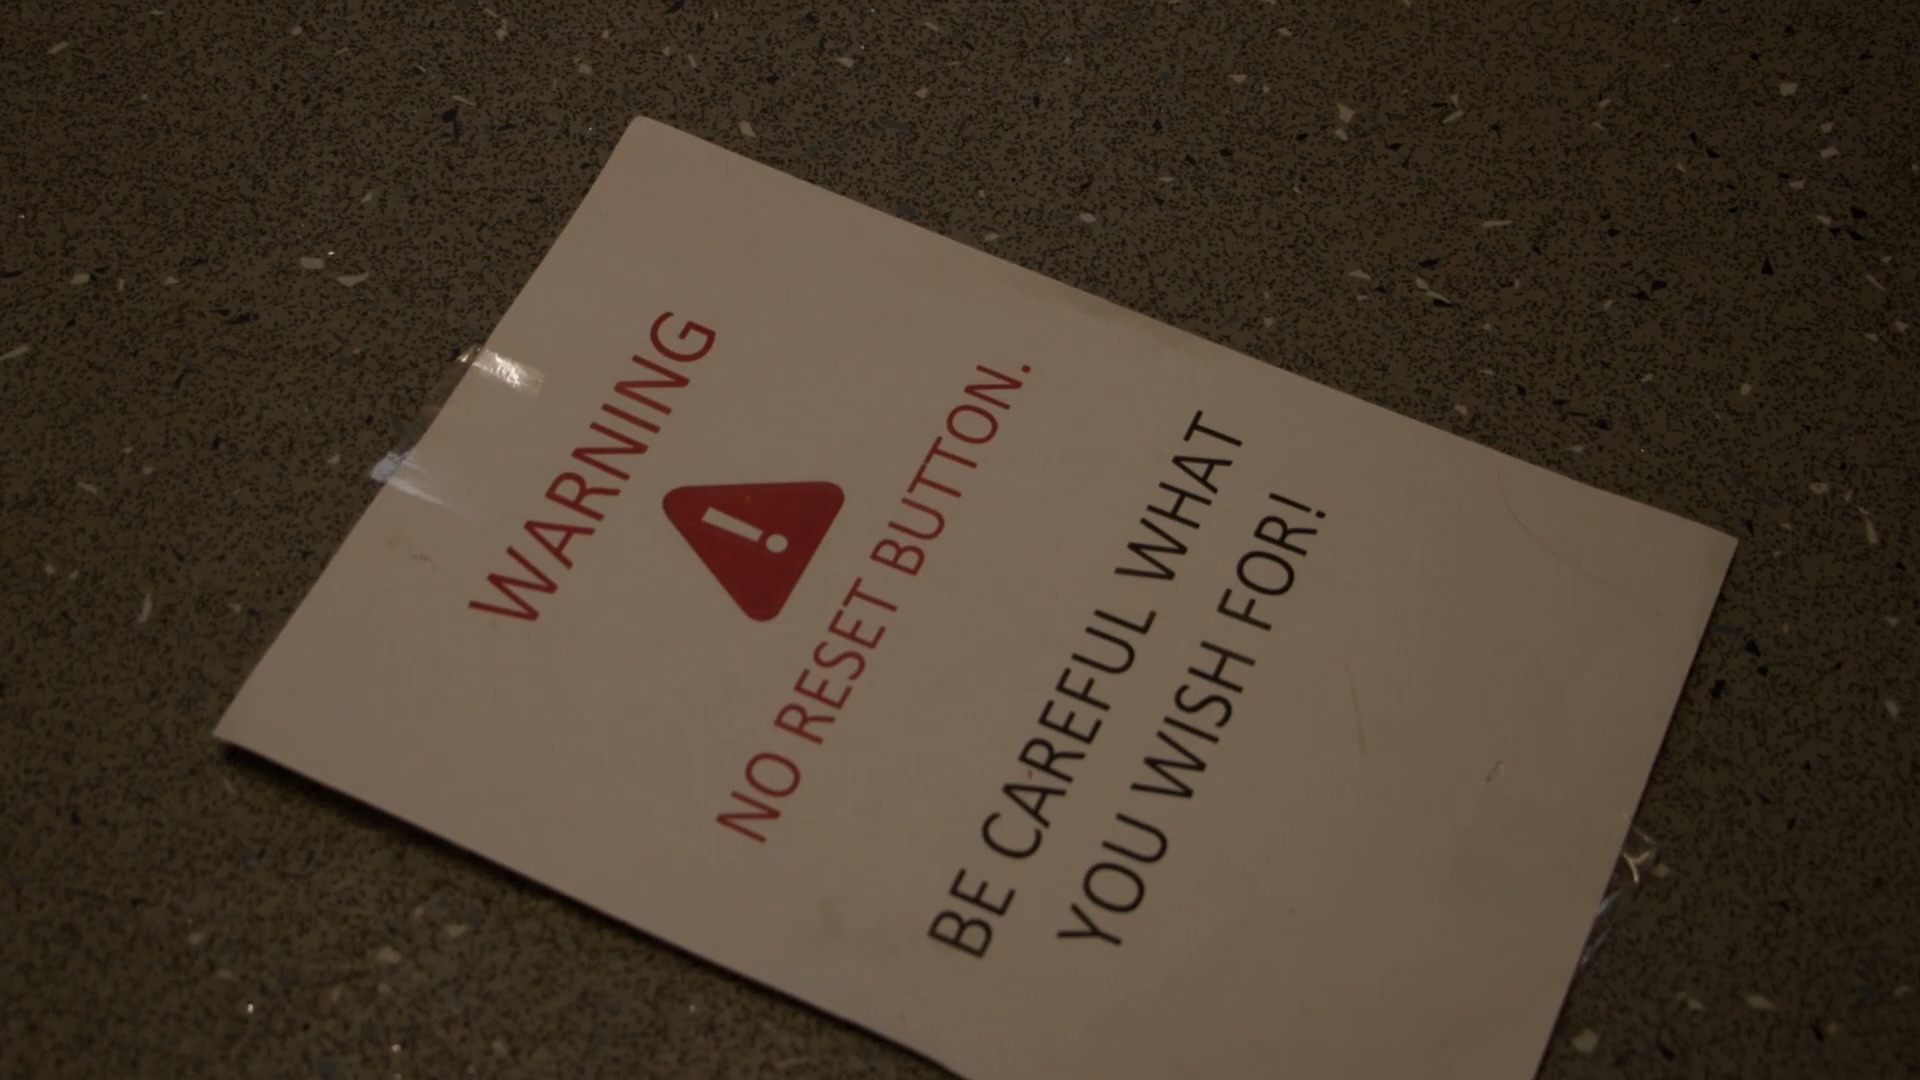 WARNING
!
NO RESET BUTTON.
BE CAREFUL WHAT
YOU WISH FOR!